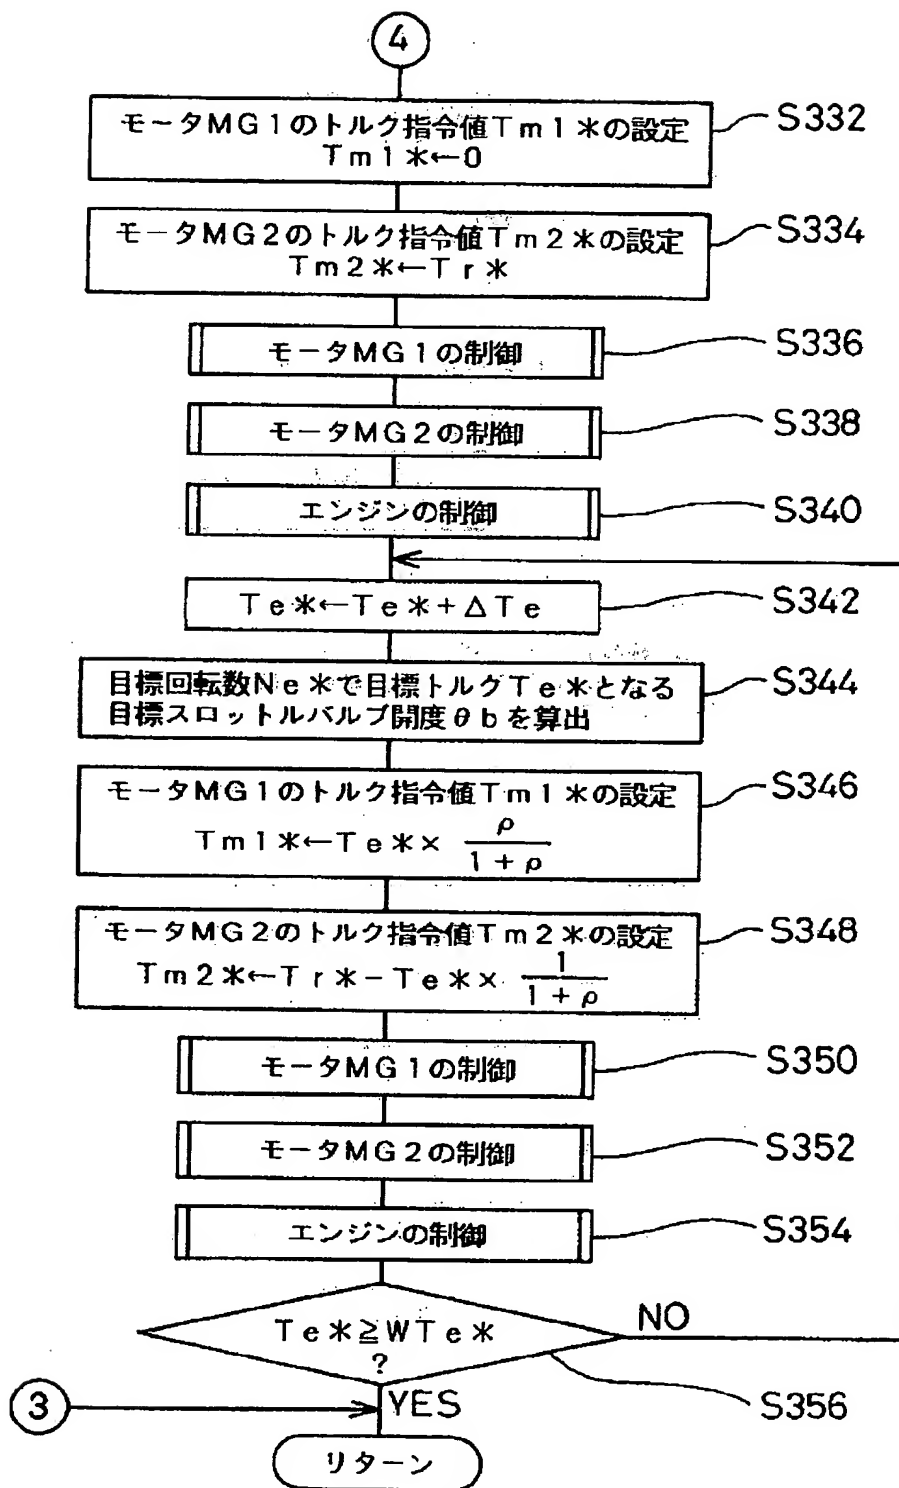 4
モータMG1のトルク指令値Tm1*の設定
Tm1*←0
S332
モータMG2のトルク指令値Tm2*の設定
Tm2*←Tr*
S334
モータMG1の制御
S336
モータMG2の制御
S338
エンジンの制御
S340
Te*←Te*+ΔTe
S342
目標回転数Ne*で目標トルクTe*となる
目標スロットルバルブ開度θbを算出
S344
モータMG1のトルク指令値Tm1*の設定
Tm1*←Te*× ρ/(1+ρ)
S346
モータMG2のトルク指令値Tm2*の設定
Tm2*←Tr*-Te*× 1/(1+ρ)
S348
モータMG1の制御
S350
モータMG2の制御
S352
エンジンの制御
S354
Te*≧WTe*
?
NO
S356
3
YES
リターン